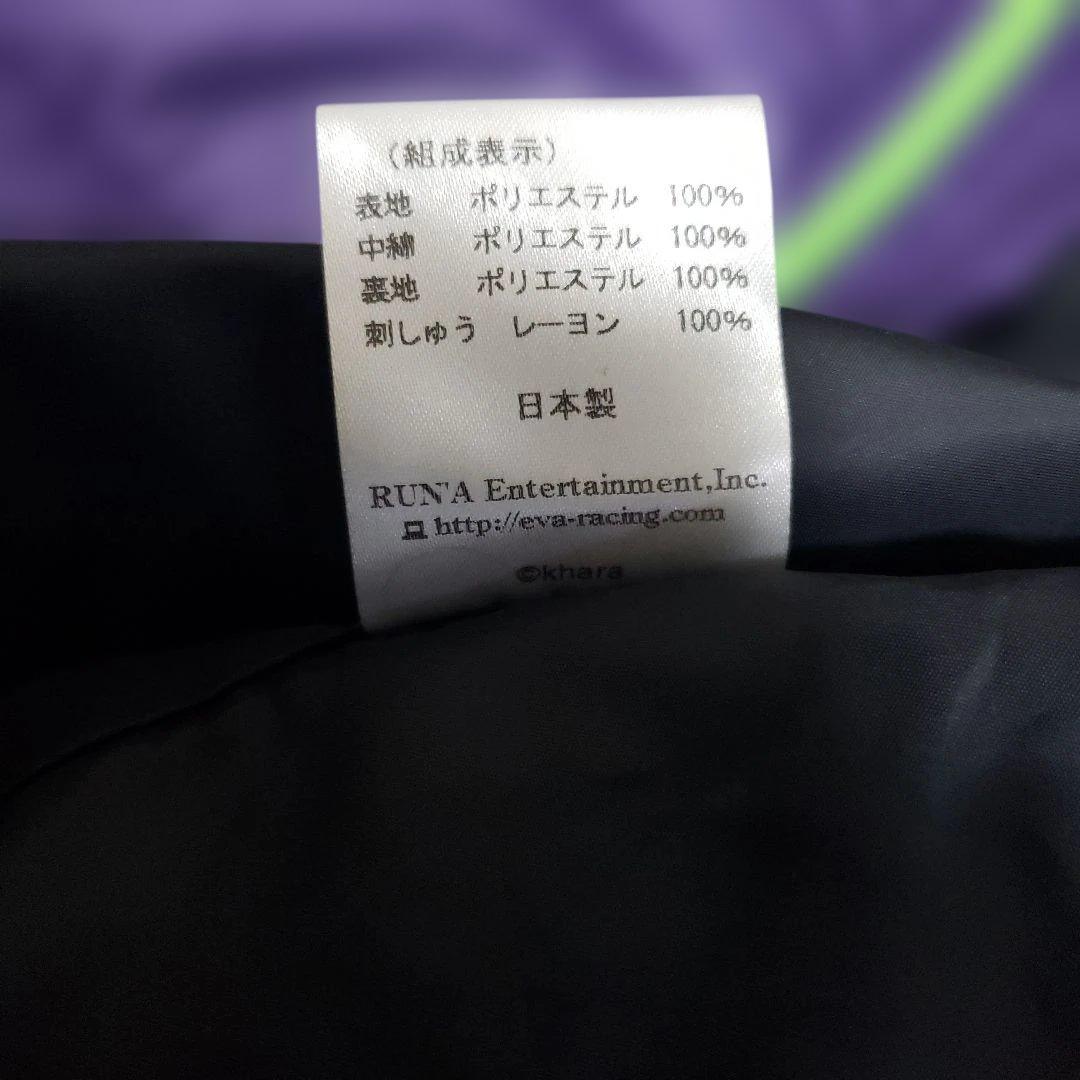 (組成表示)
表地 ポリエステル 100%
中綿 ポリエステル 100%
裏地 ポリエステル 100%
刺しゅう レーヨン 100%
日本製
RUN'A Entertainment,Inc.
http://eva-racing.com
©khara